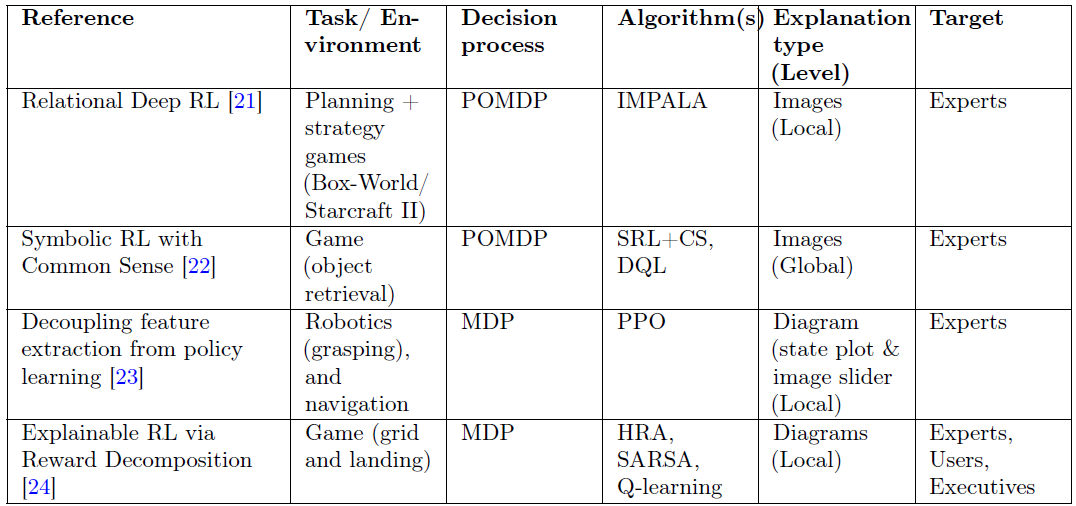 Reference
Task/ En-
vironment
Decision
process
Algorithm(s)
Explanation
type
(Level)
Target
Relational Deep RL [21]
Planning +
strategy
games
(Box-World/
Starcraft II)
POMDP
IMPALA
Images
(Local)
Experts
Symbolic RL with
Common Sense [22]
Game
(object
retrieval)
POMDP
SRL+CS,
DQL
Images
(Global)
Experts
Decoupling feature
extraction from policy
learning [23]
Robotics
(grasping),
and
navigation
MDP
PPO
Diagram
(state plot &
image slider
(Local)
Experts
Explainable RL via
Reward Decomposition
[24]
Game (grid
and landing)
MDP
HRA,
SARSA,
Q-learning
Diagrams
(Local)
Experts,
Users,
Executives